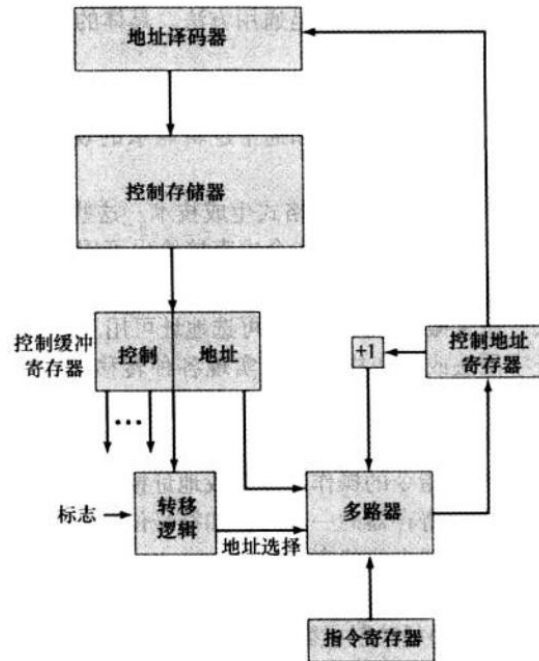 地址译码器
控制存储器
控制缓冲
寄存器
控制
地址
+1
控制地址
寄存器
...
标志
转移
逻辑
地址选择
多路器
指令寄存器